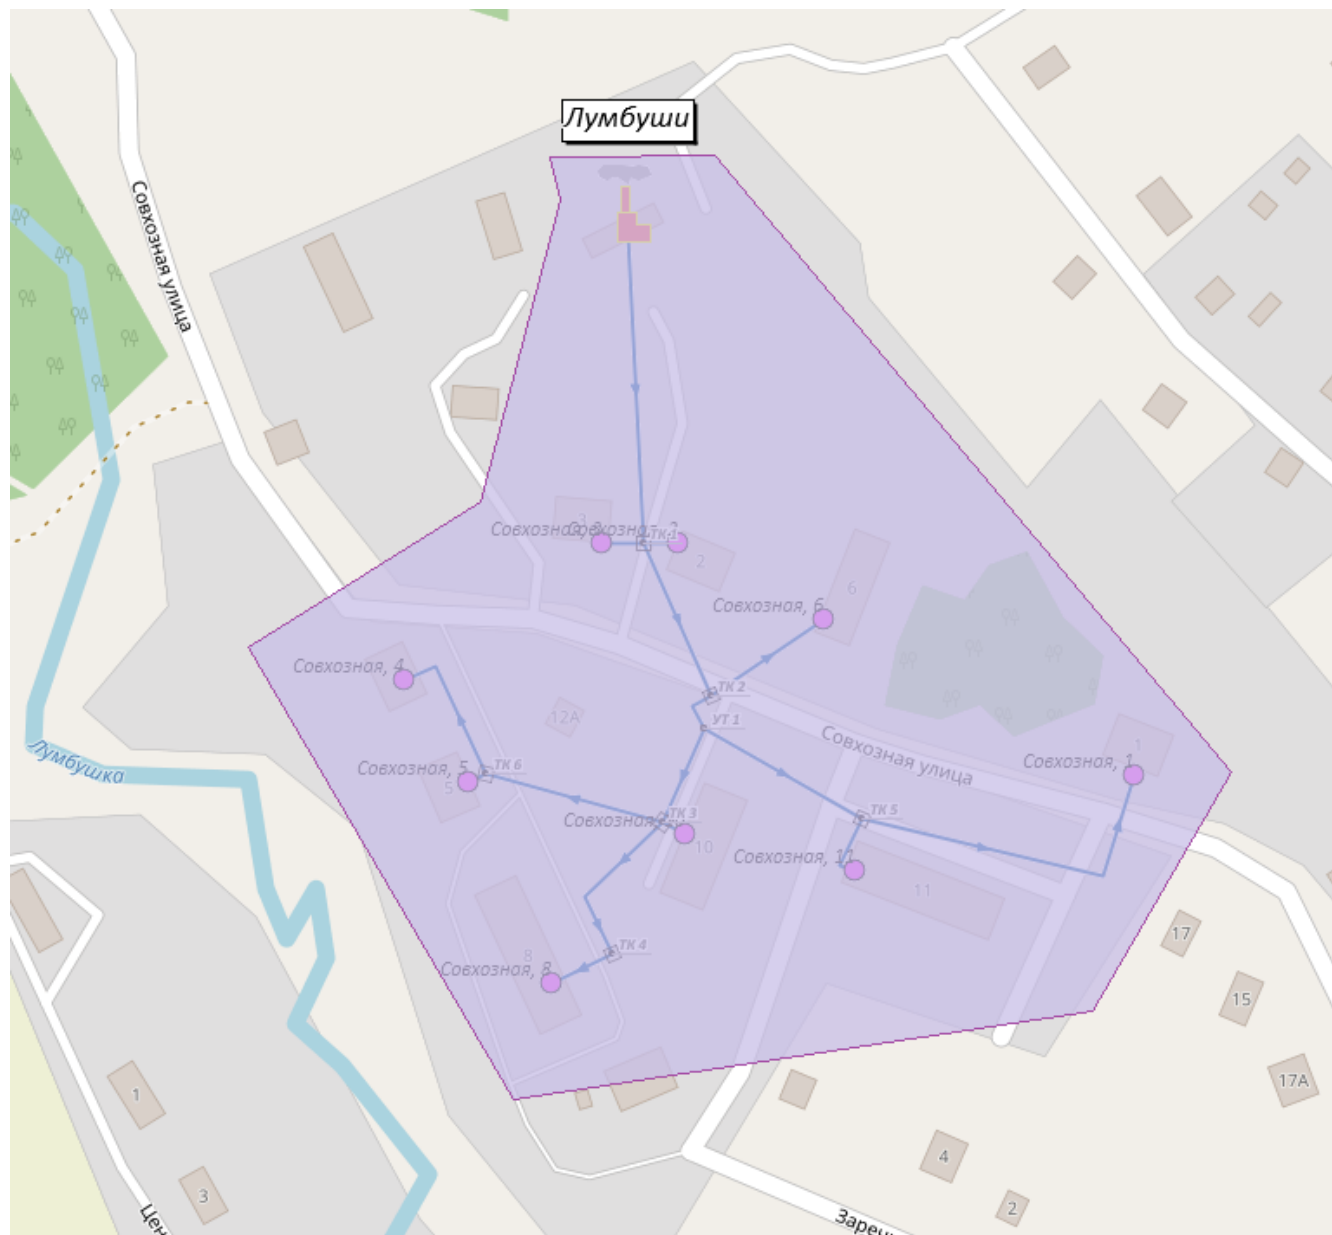 Лумбуши
Совхозная улица
3
ТК 1
2
6
Совхозная, 6
Совхозная, 4
ТК 2
12А
УТ 1
Совхозная улица
1
Совхозная, 1
Лумбушка
Совхозная, 5
5
ТК 6
ТК 3
ТК 5
10
Совхозная, 11
11
ТК 4
8
Совхозная, 8
17
15
17А
1
4
3
2